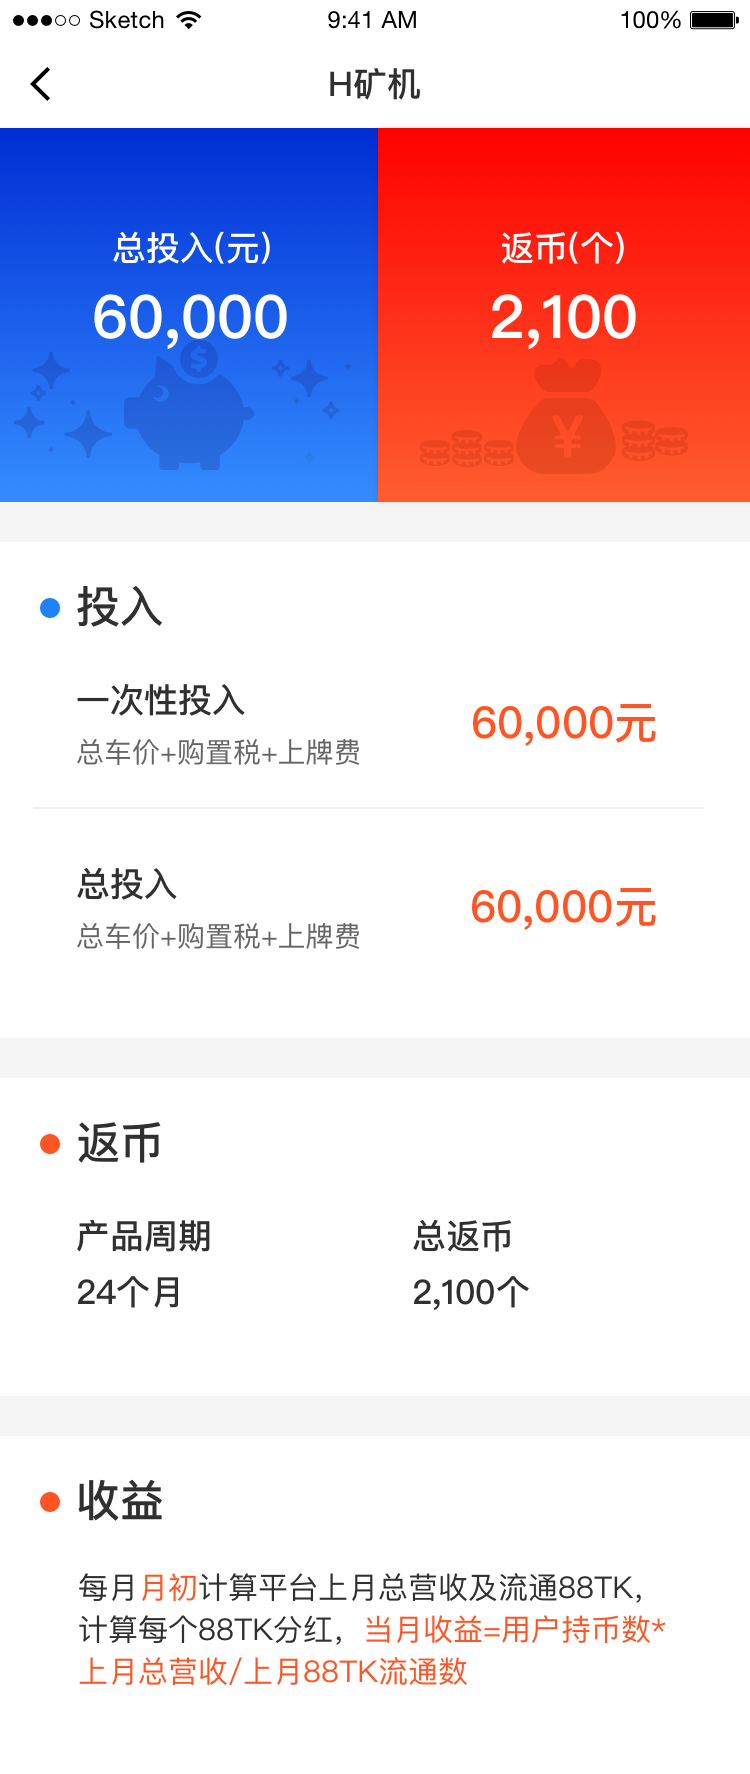 Sketch 9:41 AM 100%
H矿机
总投入(元) 返币(个)
60,000 2,100
$ ¥
投入
一次性投入
60,000元
总车价+购置税+上牌费
总投入
60,000元
总车价+购置税+上牌费
返币
产品周期 总返币
24个月 2,100个
收益
每月月初计算平台上月总营收及流通88TK，
计算每个88TK分红，当月收益=用户持币数*
上月总营收/上月88TK流通数